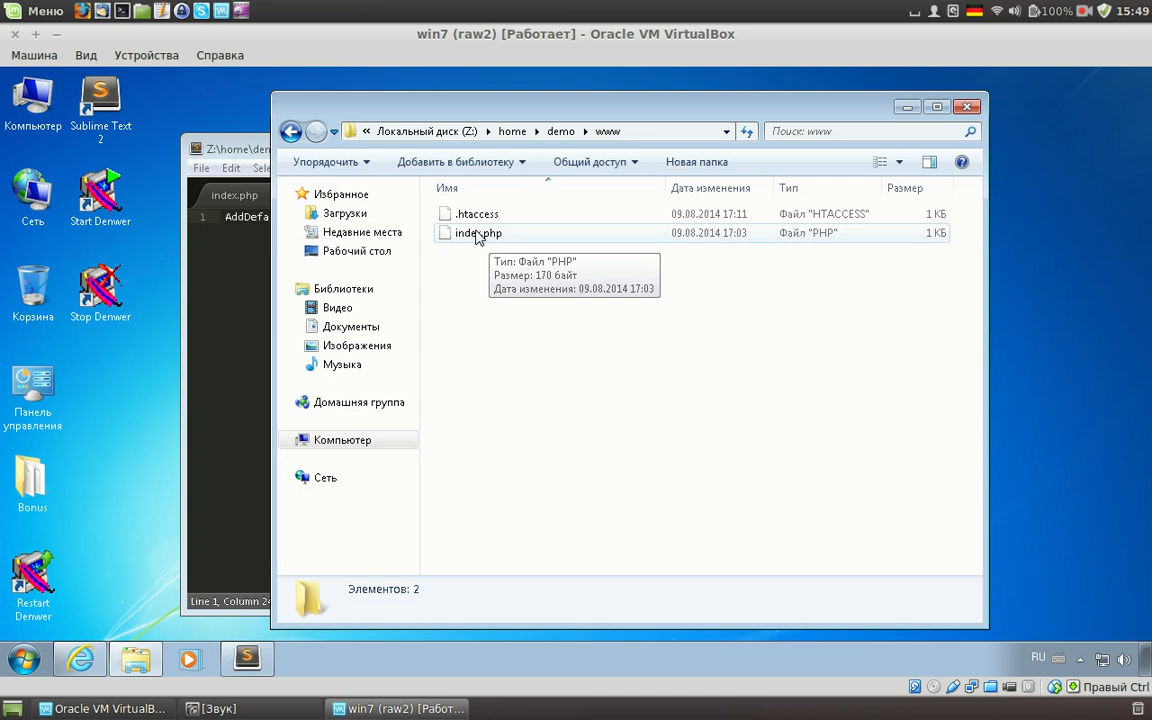 Меню
100%
15:49
win7 (raw2) [Работает] - Oracle VM VirtualBox
Машина Вид Устройства Справка
Компьютер
Sublime Text 2
Сеть
Start Denwer
Корзина
Stop Denwer
Панель управления
Bonus
Restart Denwer
Z:\home\den
File Edit Sele
index.php
1 AddDefa
Line 1, Column 24
Локальный диск (Z:) home demo www
Поиск: www
Упорядочить Добавить в библиотеку Общий доступ Новая папка
Избранное
Загрузки
Недавние места
Рабочий стол
Библиотеки
Видео
Документы
Изображения
Музыка
Домашняя группа
Компьютер
Сеть
Имя Дата изменения Тип Размер
.htaccess 09.08.2014 17:11 Файл "HTACCESS" 1 КБ
index.php 09.08.2014 17:03 Файл "PHP" 1 КБ
Тип: Файл "PHP"
Размер: 170 байт
Дата изменения: 09.08.2014 17:03
Элементов: 2
RU
Правый Ctrl
Oracle VM VirtualB...
[Звук]
win7 (raw2) [Работ...